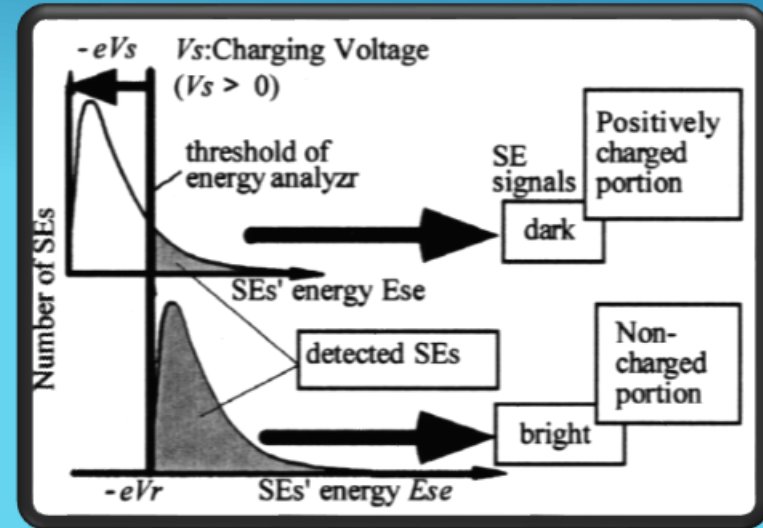 -eVs
Vs:Charging Voltage
(Vs > 0)
threshold of
energy analyzr
Number of SEs
SEs' energy Ese
SE
signals
dark
Positively
charged
portion
detected SEs
Non-
charged
portion
bright
-eVr
SEs' energy Ese